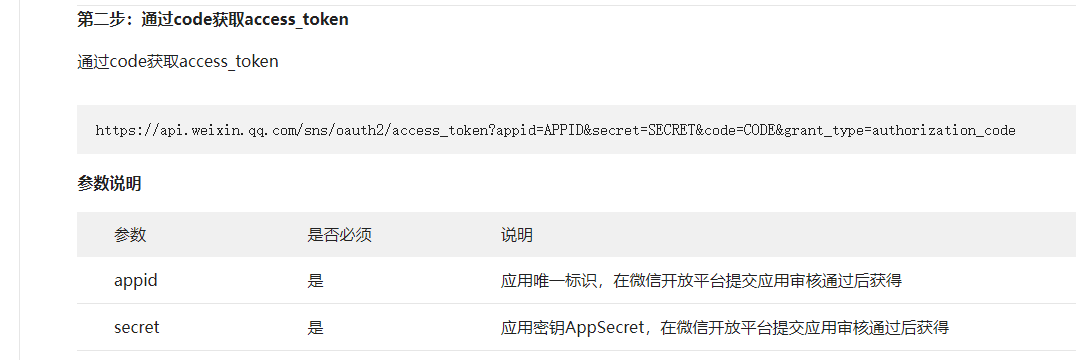 第二步：通过code获取access_token
通过code获取access_token
https://api.weixin.qq.com/sns/oauth2/access_token?appid=APPID&secret=SECRET&code=CODE&grant_type=authorization_code
参数说明
参数 是否必须 说明
appid 是 应用唯一标识，在微信开放平台提交应用审核通过后获得
secret 是 应用密钥AppSecret，在微信开放平台提交应用审核通过后获得